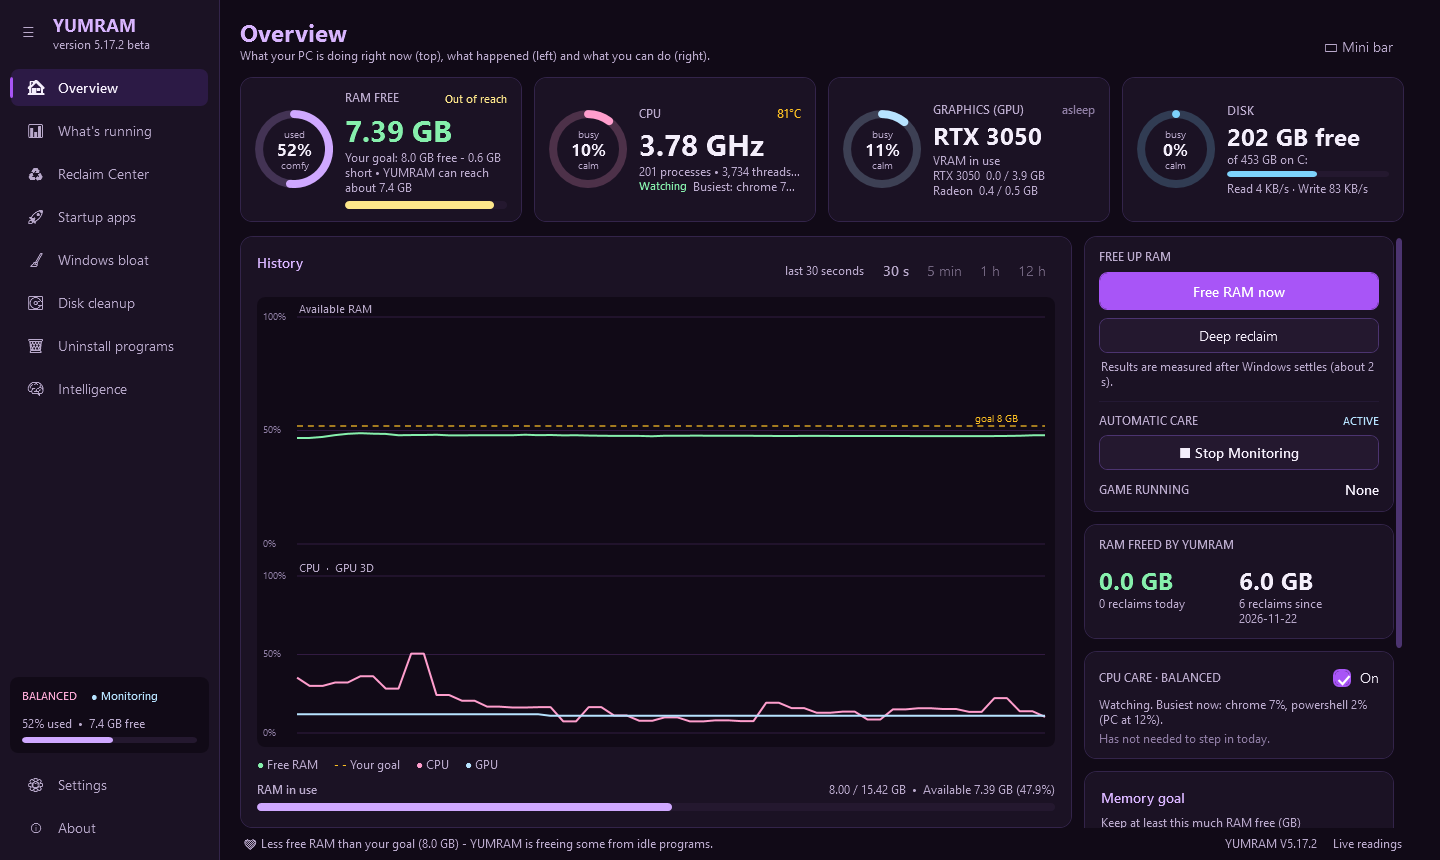 ☰ YUMRAM
version 5.17.2 beta
Overview
What's running
Reclaim Center
Startup apps
Windows bloat
Disk cleanup
Uninstall programs
Intelligence
BALANCED ● Monitoring
52% used • 7.4 GB free
Settings
About
Overview
What your PC is doing right now (top), what happened (left) and what you can do (right).
Mini bar
used
52%
comfy
RAM FREE Out of reach
7.39 GB
Your goal: 8.0 GB free - 0.6 GB
short • YUMRAM can reach
about 7.4 GB
busy
10%
calm
CPU 81°C
3.78 GHz
201 processes • 3,734 threads...
Watching Busiest: chrome 7...
busy
11%
calm
GRAPHICS (GPU) asleep
RTX 3050
VRAM in use
RTX 3050 0.0 / 3.9 GB
Radeon 0.4 / 0.5 GB
busy
0%
calm
DISK
202 GB free
of 453 GB on C:
Read 4 KB/s · Write 83 KB/s
History
last 30 seconds 30 s 5 min 1 h 12 h
Available RAM
100%
goal 8 GB
50%
0%
CPU · GPU 3D
100%
50%
0%
● Free RAM - - Your goal ● CPU ● GPU
RAM in use 8.00 / 15.42 GB • Available 7.39 GB (47.9%)
FREE UP RAM
Free RAM now
Deep reclaim
Results are measured after Windows settles (about 2
s).
AUTOMATIC CARE ACTIVE
■ Stop Monitoring
GAME RUNNING None
RAM FREED BY YUMRAM
0.0 GB 6.0 GB
0 reclaims today 6 reclaims since
2026-11-22
CPU CARE · BALANCED On
Watching. Busiest now: chrome 7%, powershell 2%
(PC at 12%).
Has not needed to step in today.
Memory goal
Keep at least this much RAM free (GB)
Less free RAM than your goal (8.0 GB) - YUMRAM is freeing some from idle programs.
YUMRAM V5.17.2 Live readings